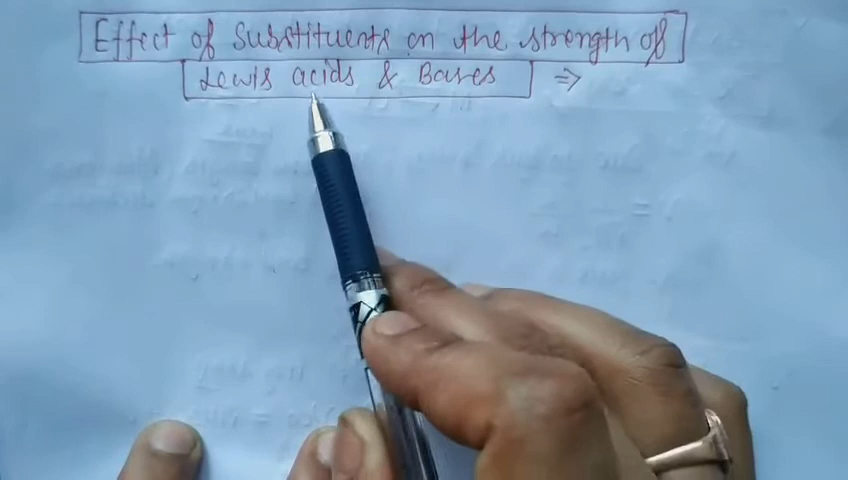 Effect of Substituents on the strength of
Lewis acids & Bases ⇒